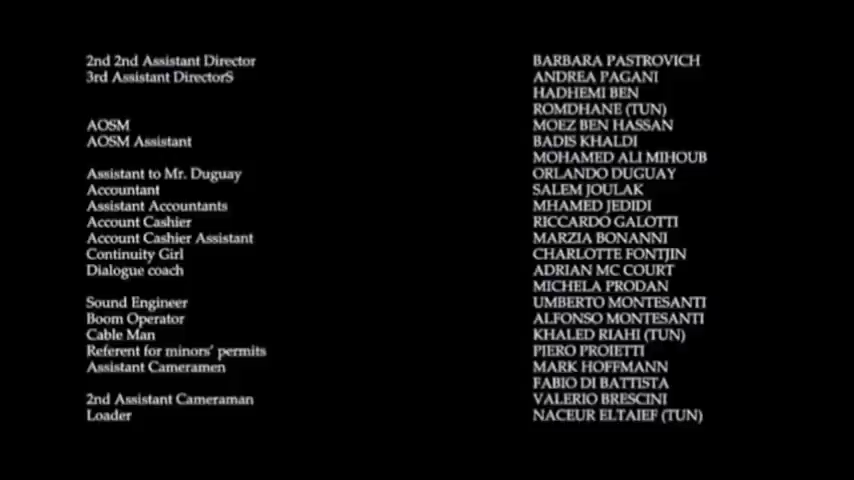 2nd 2nd Assistant Director BARBARA PASTROVICH
3rd Assistant DirectorS ANDREA PAGANI
HADHEMI BEN
ROMDHANE (TUN)
AOSM MOEZ BEN HASSAN
AOSM Assistant BADIS KHALDI
MOHAMED ALI MIHOUB
Assistant to Mr. Duguay ORLANDO DUGUAY
Accountant SALEM JOULAK
Assistant Accountants MHAMED JEDIDI
Account Cashier RICCARDO GALOTTI
Account Cashier Assistant MARZIA BONANNI
Continuity Girl CHARLOTTE FONTJIN
Dialogue coach ADRIAN MC COURT
MICHELA PRODAN
Sound Engineer UMBERTO MONTESANTI
Boom Operator ALFONSO MONTESANTI
Cable Man KHALED RIAHI (TUN)
Referent for minors' permits PIERO PROIETTI
Assistant Cameramen MARK HOFFMANN
FABIO DI BATTISTA
2nd Assistant Cameraman VALERIO BRESCINI
Loader NACEUR ELTAIEF (TUN)